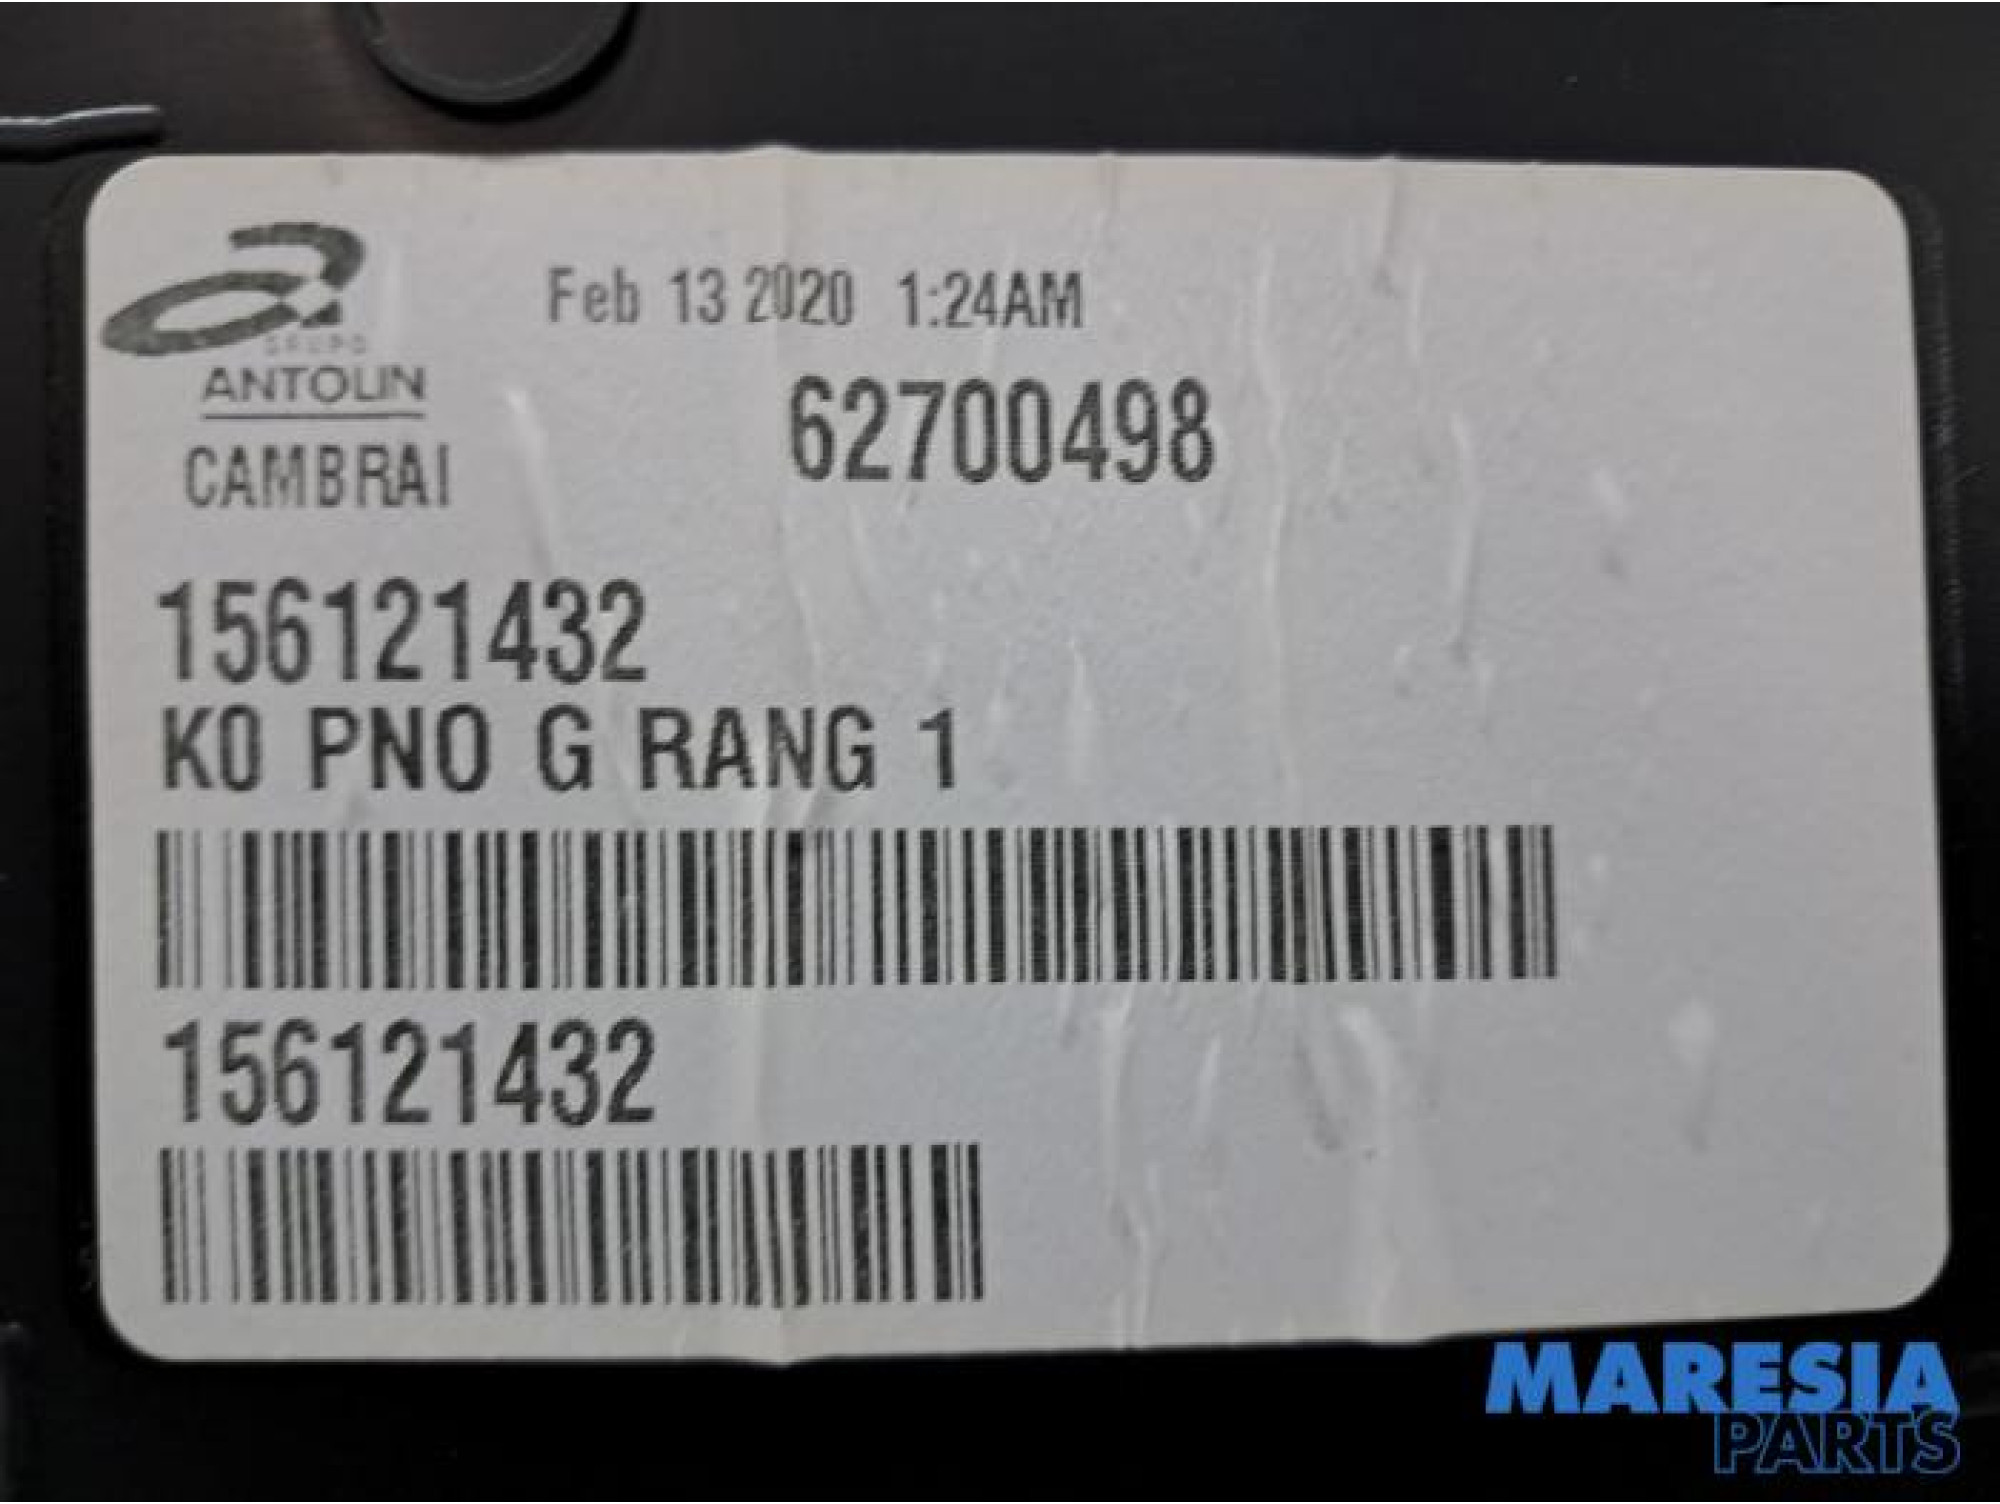 Feb 13 2020 1:24AM
GRUPO
ANTOLIN
62700498
CAMBRAI
156121432
K0 PNO G RANG 1
156121432
MARESIA
PARTS